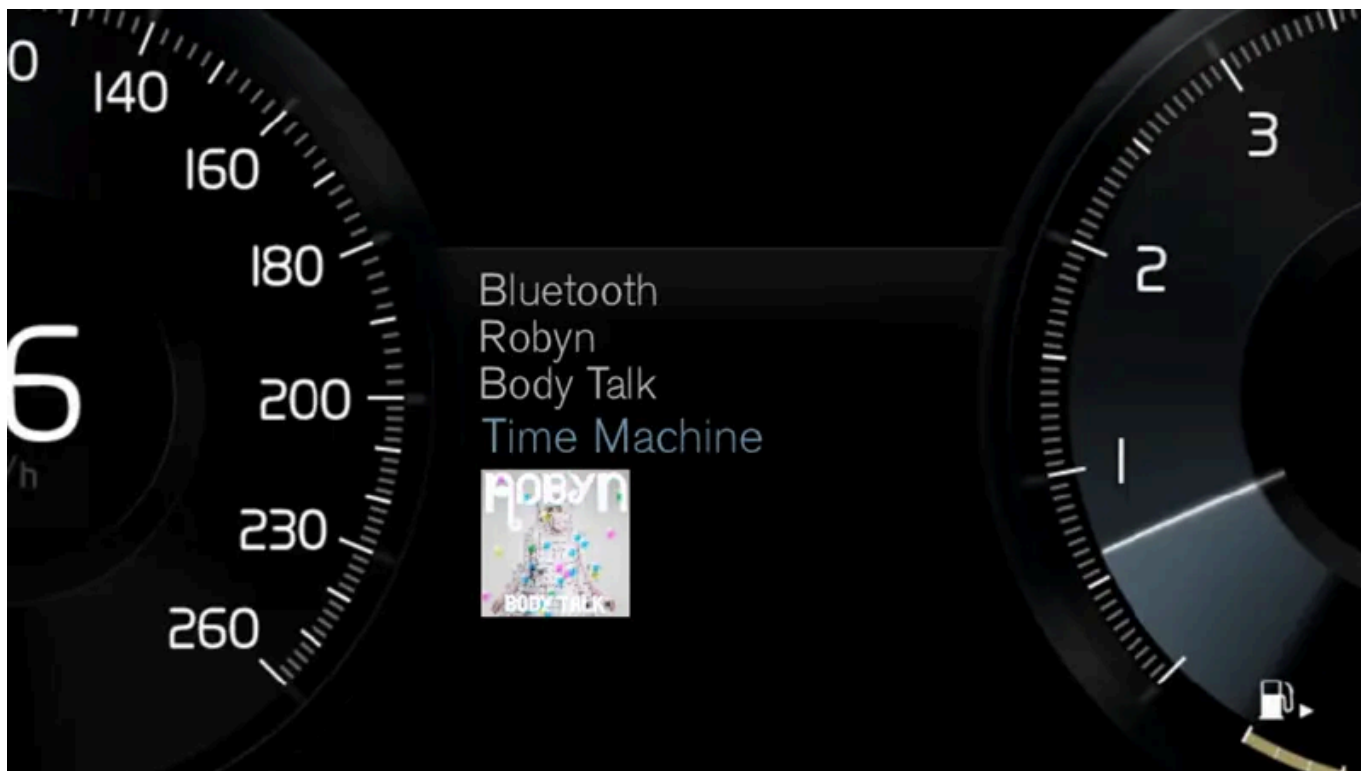 0
140
160
180
200
230
260
6
/h
Bluetooth
Robyn
Body Talk
Time Machine
ROBYN
BODY TALK
3
2
1